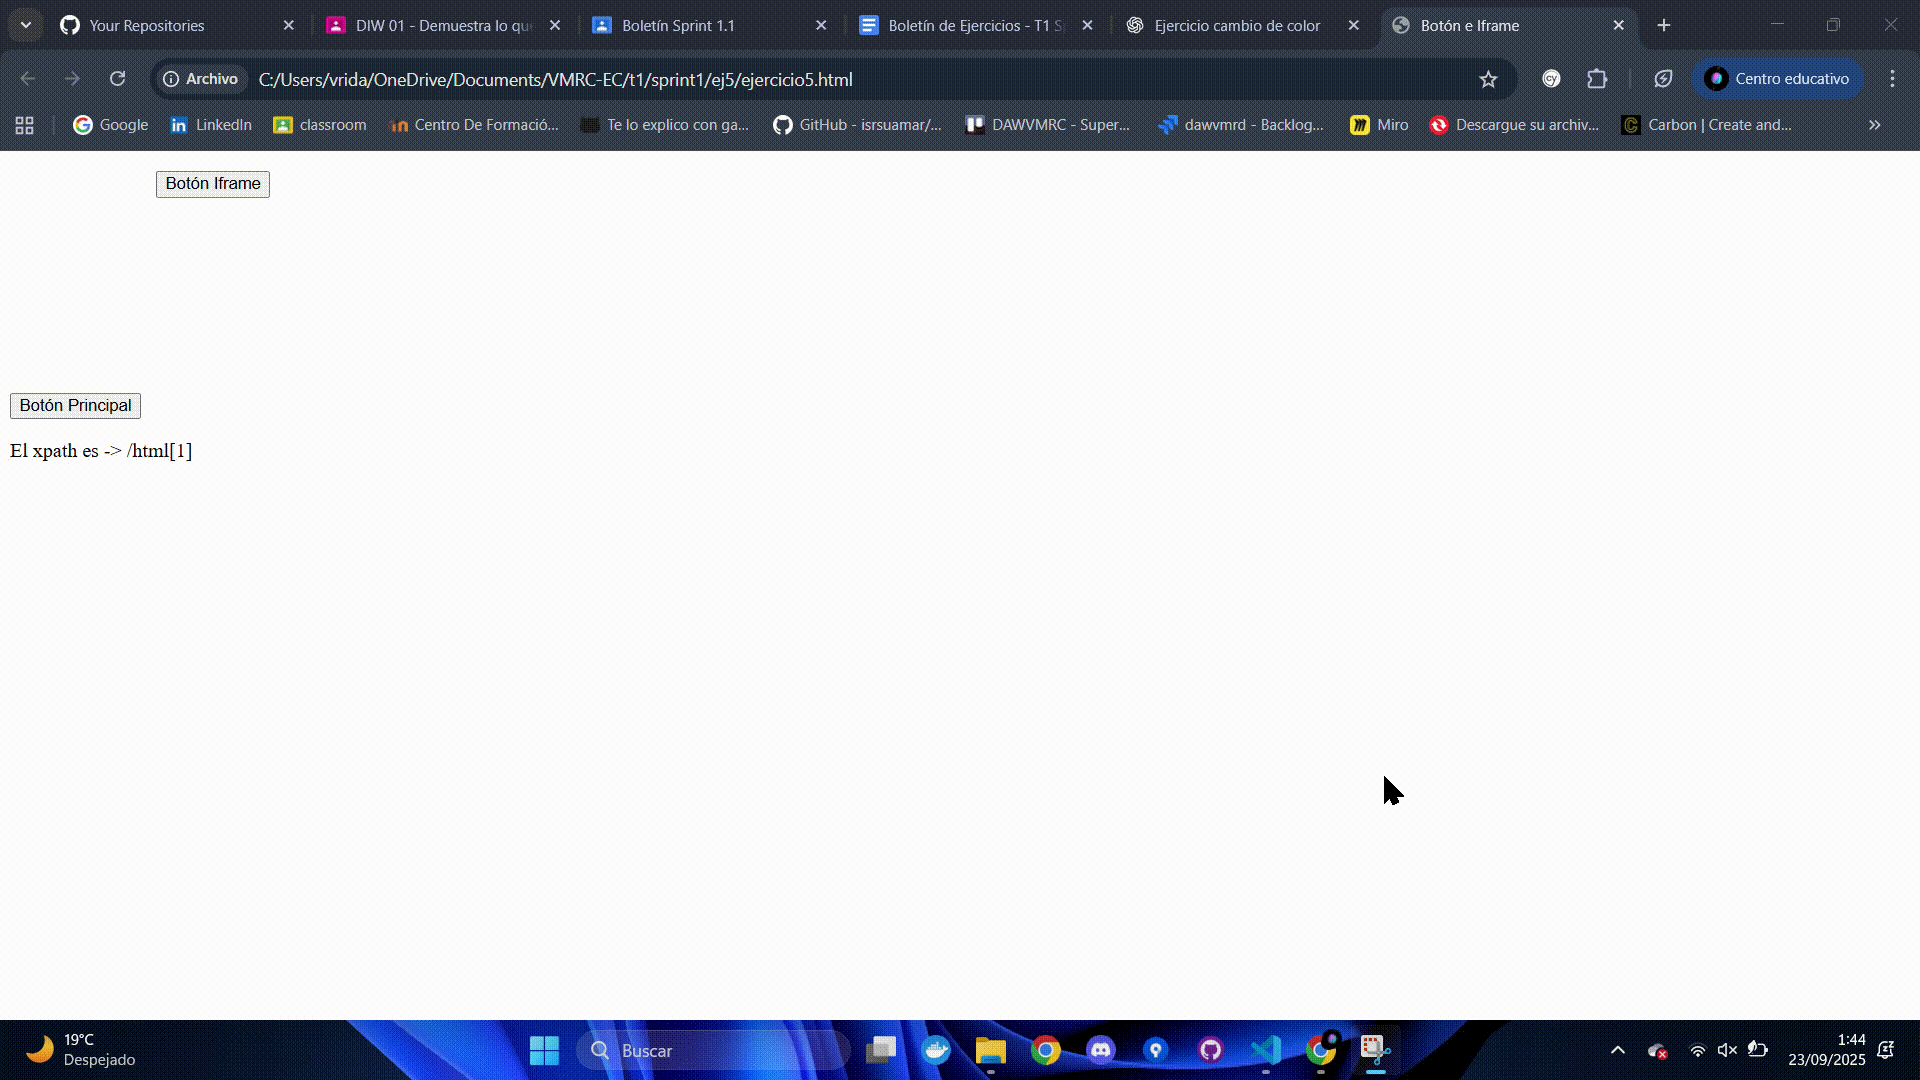 Your Repositories
DIW 01 - Demuestra lo qu
Boletín Sprint 1.1
Boletín de Ejercicios - T1 S
Ejercicio cambio de color
Botón e Iframe
Archivo
C:/Users/vrida/OneDrive/Documents/VMRC-EC/t1/sprint1/ej5/ejercicio5.html
CY
Centro educativo
Google
LinkedIn
classroom
Centro De Formació...
Te lo explico con ga...
GitHub - isrsuamar/...
DAWVMRC - Super...
dawvmrd - Backlog...
Miro
Descargue su archiv...
Carbon | Create and...
Botón Iframe
Botón Principal
El xpath es -> /html[1]
19°C
Despejado
Buscar
1:44
23/09/2025